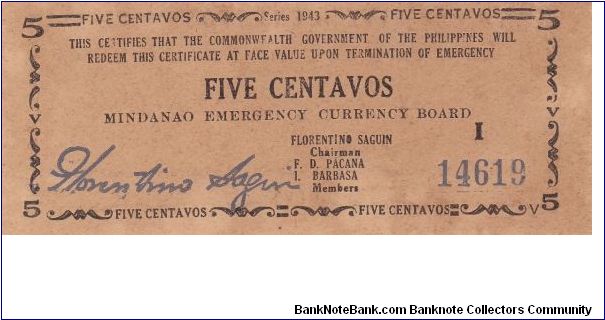 5 FIVE CENTAVOS Series 1943 FIVE CENTAVOS 5
THIS CERTIFIES THAT THE COMMONWEALTH GOVERNMENT OF THE PHILIPPINES WILL
REDEEM THIS CERTIFICATE AT FACE VALUE UPON TERMINATION OF EMERGENCY
FIVE CENTAVOS
V V
MINDANAO EMERGENCY CURRENCY BOARD
I
FLORENTINO SAGUIN
Chairman
F. D. PACANA
I. BARBASA
Members
Florentino Saguin
14619
5 FIVE CENTAVOS FIVE CENTAVOS V 5
BankNoteBank.com Banknote Collectors Community